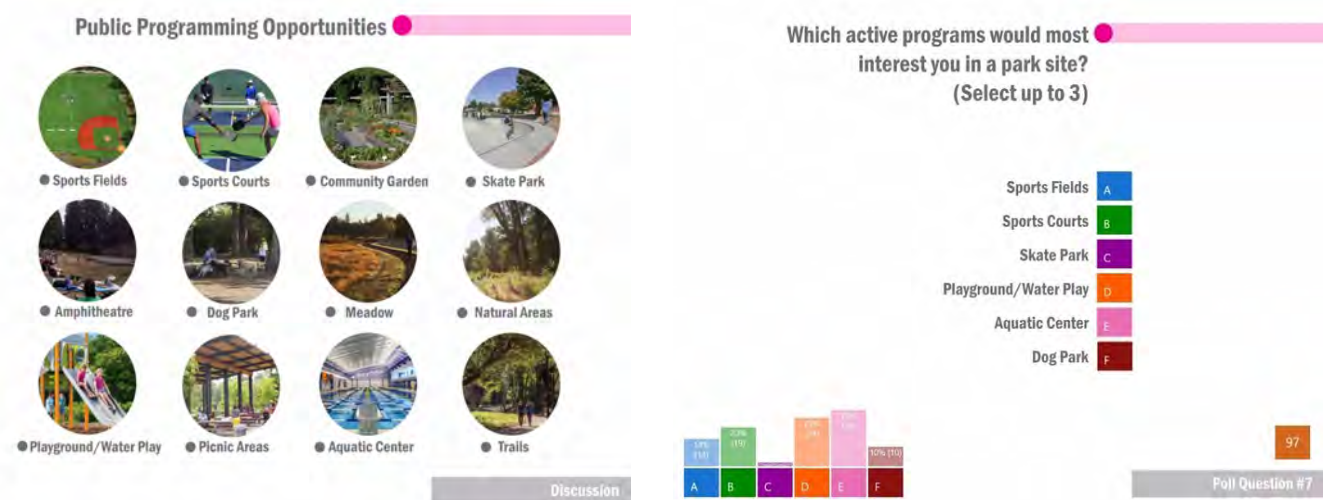 Public Programming Opportunities
Sports Fields
Sports Courts
Community Garden
Skate Park
Amphitheatre
Dog Park
Meadow
Natural Areas
Playground/Water Play
Picnic Areas
Aquatic Center
Trails
Discussion
Which active programs would most
interest you in a park site?
(Select up to 3)
Sports Fields A
Sports Courts B
Skate Park C
Playground/Water Play D
Aquatic Center E
Dog Park F
(19)
10% (10)
A B C D E F
97
Poll Question #7